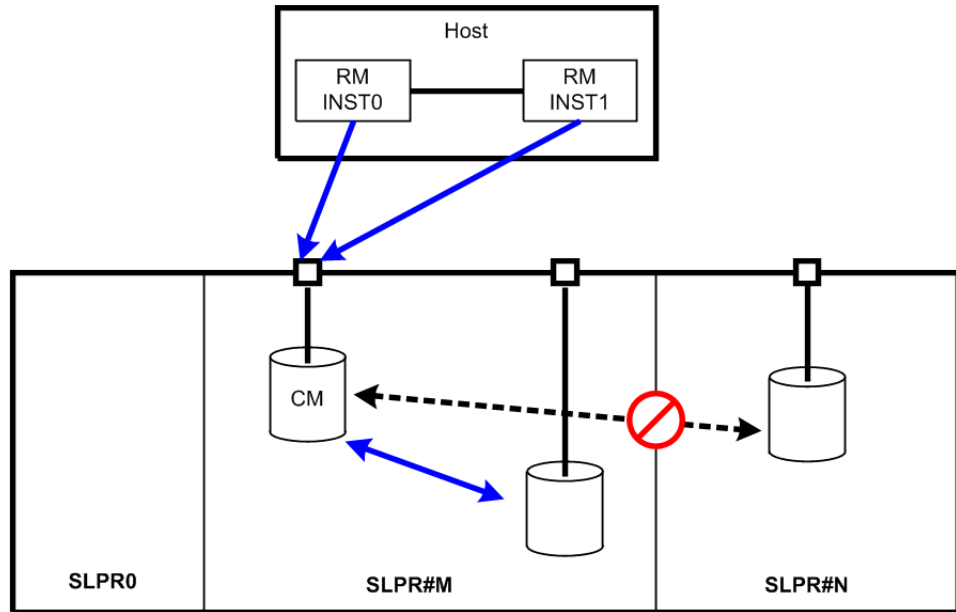 Host
RM
INST0
RM
INST1
CM
SLPR0
SLPR#M
SLPR#N